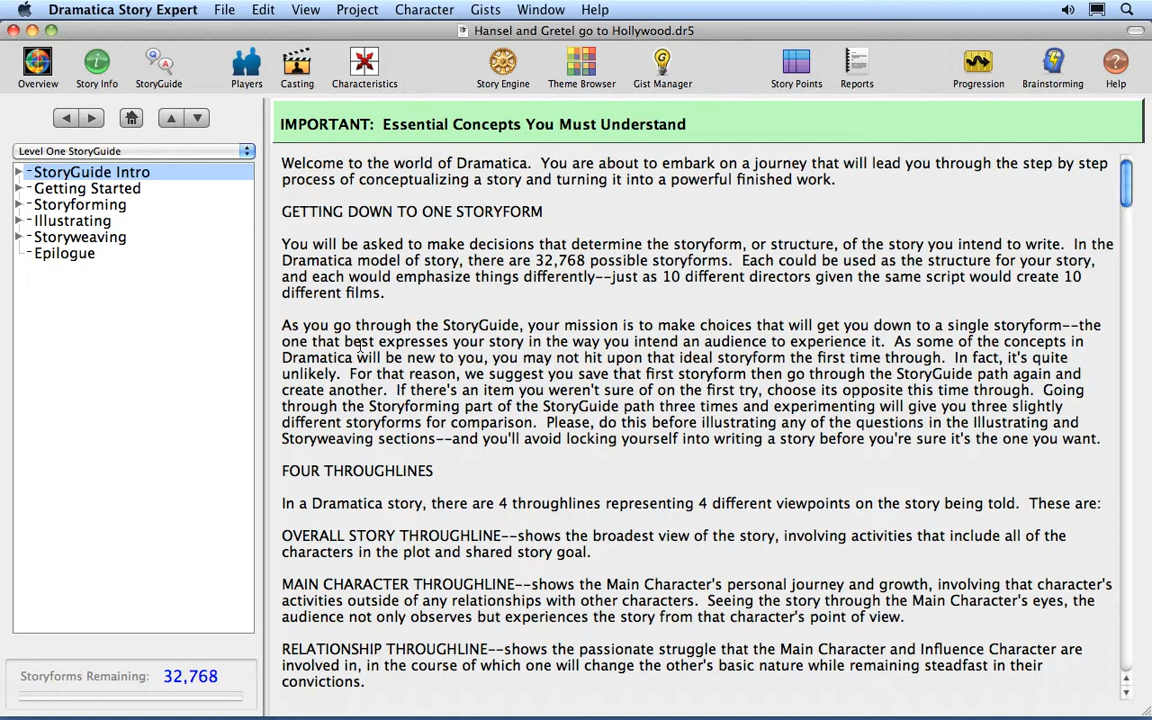 Dramatica Story Expert File Edit View Project Character Gists Window Help
Hansel and Gretel go to Hollywood.dr5
Overview Story Info StoryGuide Players Casting Characteristics Story Engine Theme Browser Gist Manager Story Points Reports Progression Brainstorming Help
Level One StoryGuide
StoryGuide Intro
Getting Started
Storyforming
Illustrating
Storyweaving
Epilogue
Storyforms Remaining: 32,768
IMPORTANT: Essential Concepts You Must Understand
Welcome to the world of Dramatica. You are about to embark on a journey that will lead you through the step by step
process of conceptualizing a story and turning it into a powerful finished work.
GETTING DOWN TO ONE STORYFORM
You will be asked to make decisions that determine the storyform, or structure, of the story you intend to write. In the
Dramatica model of story, there are 32,768 possible storyforms. Each could be used as the structure for your story,
and each would emphasize things differently--just as 10 different directors given the same script would create 10
different films.
As you go through the StoryGuide, your mission is to make choices that will get you down to a single storyform--the
one that best expresses your story in the way you intend an audience to experience it. As some of the concepts in
Dramatica will be new to you, you may not hit upon that ideal storyform the first time through. In fact, it's quite
unlikely. For that reason, we suggest you save that first storyform then go through the StoryGuide path again and
create another. If there's an item you weren't sure of on the first try, choose its opposite this time through. Going
through the Storyforming part of the StoryGuide path three times and experimenting will give you three slightly
different storyforms for comparison. Please, do this before illustrating any of the questions in the Illustrating and
Storyweaving sections--and you'll avoid locking yourself into writing a story before you're sure it's the one you want.
FOUR THROUGHLINES
In a Dramatica story, there are 4 throughlines representing 4 different viewpoints on the story being told. These are:
OVERALL STORY THROUGHLINE--shows the broadest view of the story, involving activities that include all of the
characters in the plot and shared story goal.
MAIN CHARACTER THROUGHLINE--shows the Main Character's personal journey and growth, involving that character's
activities outside of any relationships with other characters. Seeing the story through the Main Character's eyes, the
audience not only observes but experiences the story from that character's point of view.
RELATIONSHIP THROUGHLINE--shows the passionate struggle that the Main Character and Influence Character are
involved in, in the course of which one will change the other's basic nature while remaining steadfast in their
convictions.